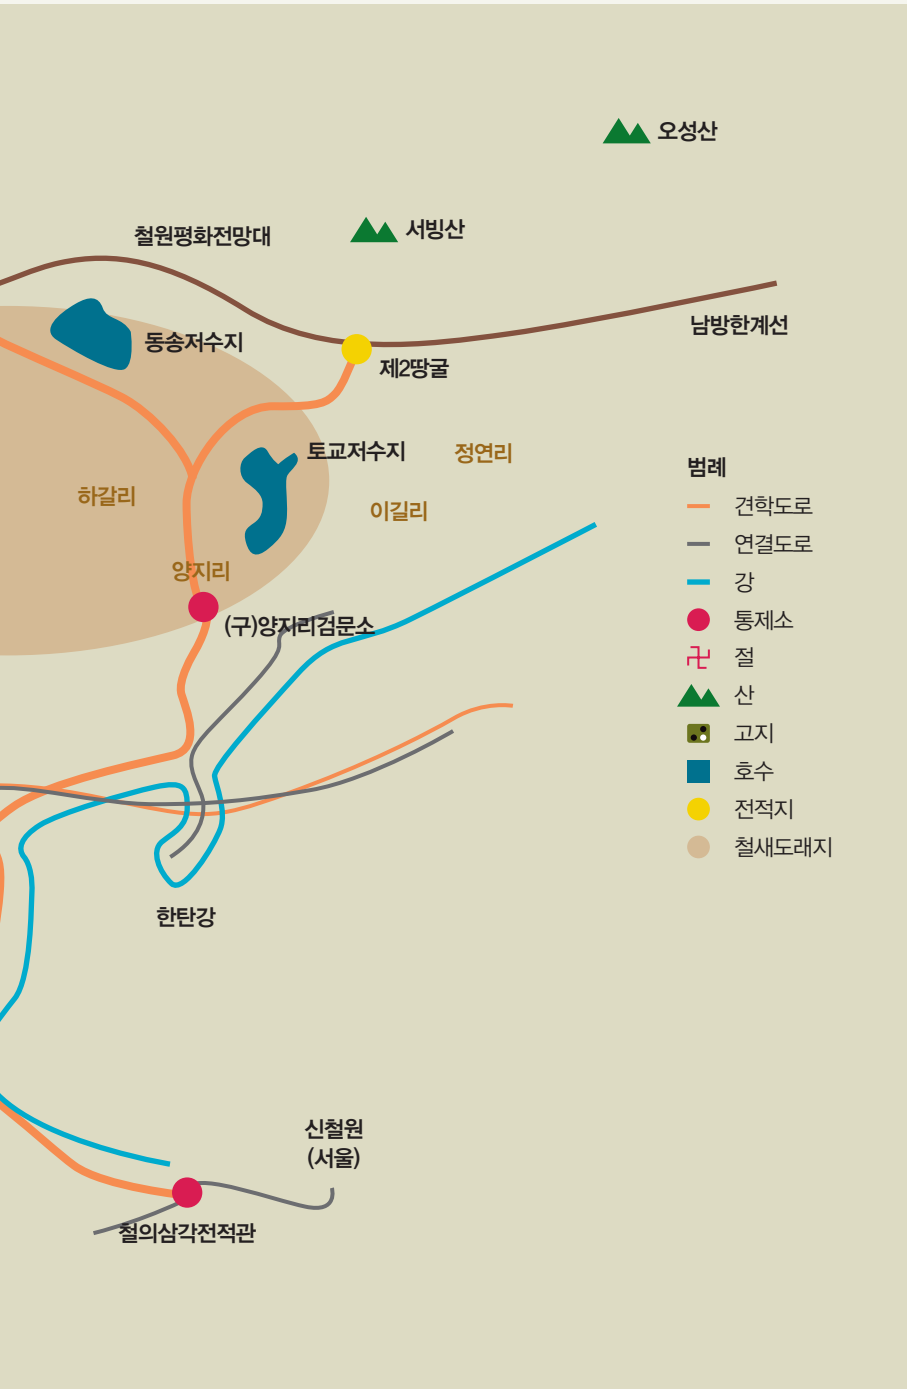 오성산
서빙산
철원평화전망대
남방한계선
동송저수지
제2땅굴
토교저수지
정연리
하갈리
이길리
양지리
(구)양지리검문소
한탄강
신철원
(서울)
철의삼각전적관
범례
견학도로
연결도로
강
통제소
절
산
고지
호수
전적지
철새도래지